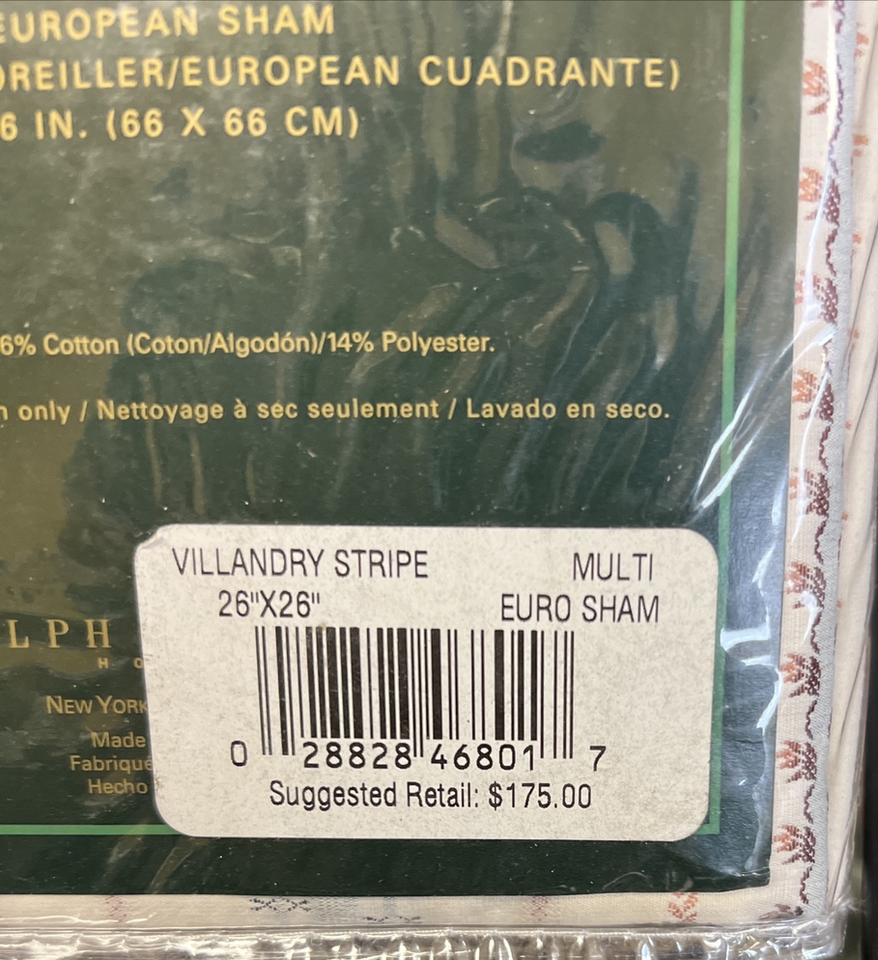 EUROPEAN SHAM
OREILLER/EUROPEAN CUADRANTE)
6 IN. (66 X 66 CM)
6% Cotton (Coton/Algodón)/14% Polyester.
n only / Nettoyage à sec seulement / Lavado en seco.
VILLANDRY STRIPE MULTI
26"X26" EURO SHAM
0 28828 46801 7
Suggested Retail: $175.00
LPH
HO
NEW YORK
Made
Fabriqué
Hecho